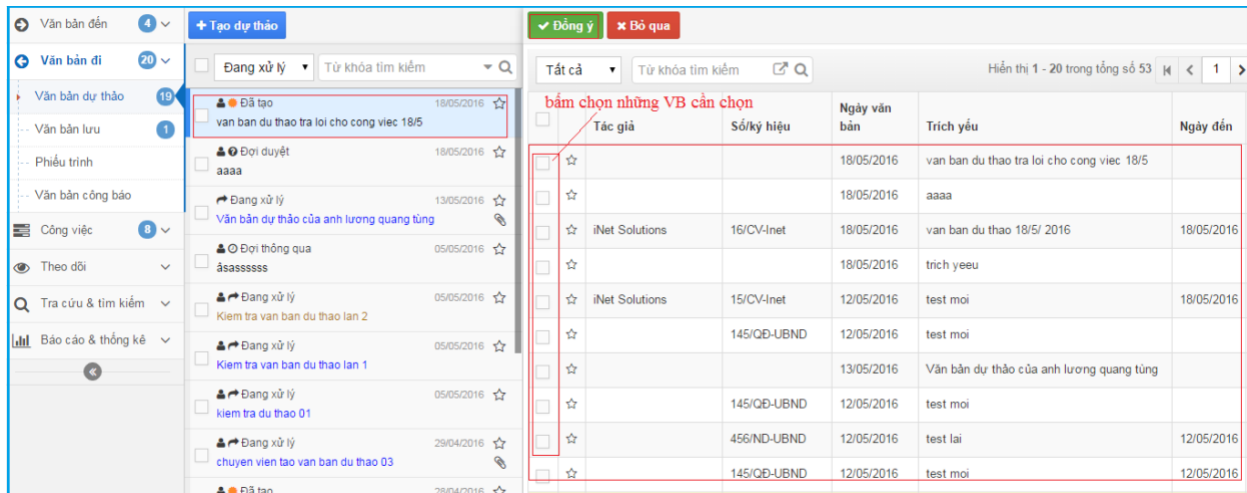 Văn bản đến 4
Văn bản đi 20
Văn bản dự thảo 19
Văn bản lưu 1
Phiếu trình
Văn bản công báo
Công việc 8
Theo dõi
Tra cứu & tìm kiếm
Báo cáo & thống kê
+ Tạo dự thảo
Đang xử lý Từ khóa tìm kiếm
Đã tạo 18/05/2016
van ban du thao tra loi cho cong viec 18/5
Đợi duyệt 18/05/2016
aaaa
Đang xử lý 13/05/2016
Văn bản dự thảo của anh lương quang tùng
Đợi thông qua 05/05/2016
âsasssss
Đang xử lý 05/05/2016
Kiem tra van ban du thao lan 2
Đang xử lý 05/05/2016
Kiem tra van ban du thao lan 1
Đang xử lý 05/05/2016
kiem tra du thao 01
Đang xử lý 29/04/2016
chuyen vien tao van ban du thao 03
Đã tạo 28/04/2016
Đồng ý Bỏ qua
Tất cả Từ khóa tìm kiếm Hiển thị 1 - 20 trong tổng số 53 1
bấm chọn những VB cần chọn
Tác giả Số/ký hiệu Ngày văn bản Trích yếu Ngày đến
18/05/2016 van ban du thao tra loi cho cong viec 18/5
18/05/2016 aaaa
iNet Solutions 16/CV-Inet 18/05/2016 van ban du thao 18/5/ 2016 18/05/2016
18/05/2016 trich yeeu
iNet Solutions 15/CV-Inet 12/05/2016 test moi 18/05/2016
145/QĐ-UBND 12/05/2016 test moi
13/05/2016 Văn bản dự thảo của anh lương quang tùng
145/QĐ-UBND 12/05/2016 test moi
456/ND-UBND 12/05/2016 test lai 12/05/2016
145/QĐ-UBND 12/05/2016 test moi 12/05/2016